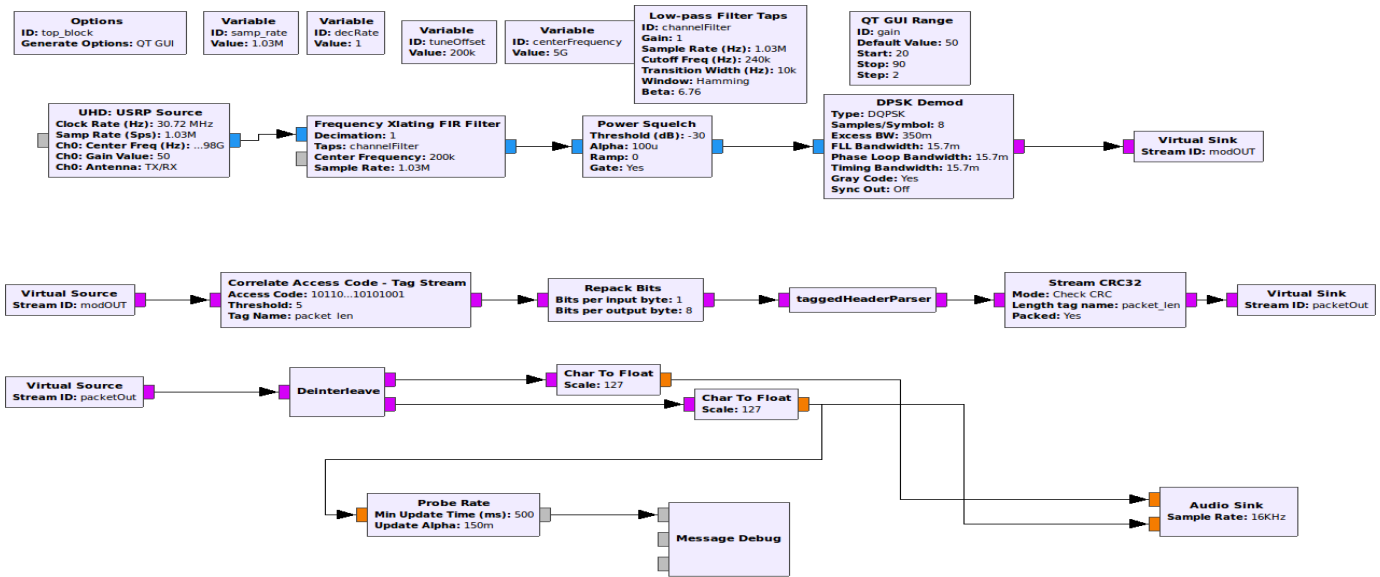 Options
ID: top_block
Generate Options: QT GUI
Variable
ID: samp_rate
Value: 1.03M
Variable
ID: decRate
Value: 1
Variable
ID: tuneOffset
Value: 200k
Variable
ID: centerFrequency
Value: 5G
Low-pass Filter Taps
ID: channelFilter
Gain: 1
Sample Rate (Hz): 1.03M
Cutoff Freq (Hz): 240k
Transition Width (Hz): 10k
Window: Hamming
Beta: 6.76
QT GUI Range
ID: gain
Default Value: 50
Start: 20
Stop: 90
Step: 2
UHD: USRP Source
Clock Rate (Hz): 30.72 MHz
Samp Rate (Sps): 1.03M
Ch0: Center Freq (Hz): ...98G
Ch0: Gain Value: 50
Ch0: Antenna: TX/RX
Frequency Xlating FIR Filter
Decimation: 1
Taps: channelFilter
Center Frequency: 200k
Sample Rate: 1.03M
Power Squelch
Threshold (dB): -30
Alpha: 100u
Ramp: 0
Gate: Yes
DPSK Demod
Type: DQPSK
Samples/Symbol: 8
Excess BW: 350m
FLL Bandwidth: 15.7m
Phase Loop Bandwidth: 15.7m
Timing Bandwidth: 15.7m
Gray Code: Yes
Sync Out: Off
Virtual Sink
Stream ID: modOUT
Virtual Source
Stream ID: modOUT
Correlate Access Code - Tag Stream
Access Code: 10110...10101001
Threshold: 5
Tag Name: packet_len
Repack Bits
Bits per input byte: 1
Bits per output byte: 8
taggedHeaderParser
Stream CRC32
Mode: Check CRC
Length tag name: packet_len
Packed: Yes
Virtual Sink
Stream ID: packetOut
Virtual Source
Stream ID: packetOut
Deinterleave
Char To Float
Scale: 127
Char To Float
Scale: 127
Probe Rate
Min Update Time (ms): 500
Update Alpha: 150m
Message Debug
Audio Sink
Sample Rate: 16KHz